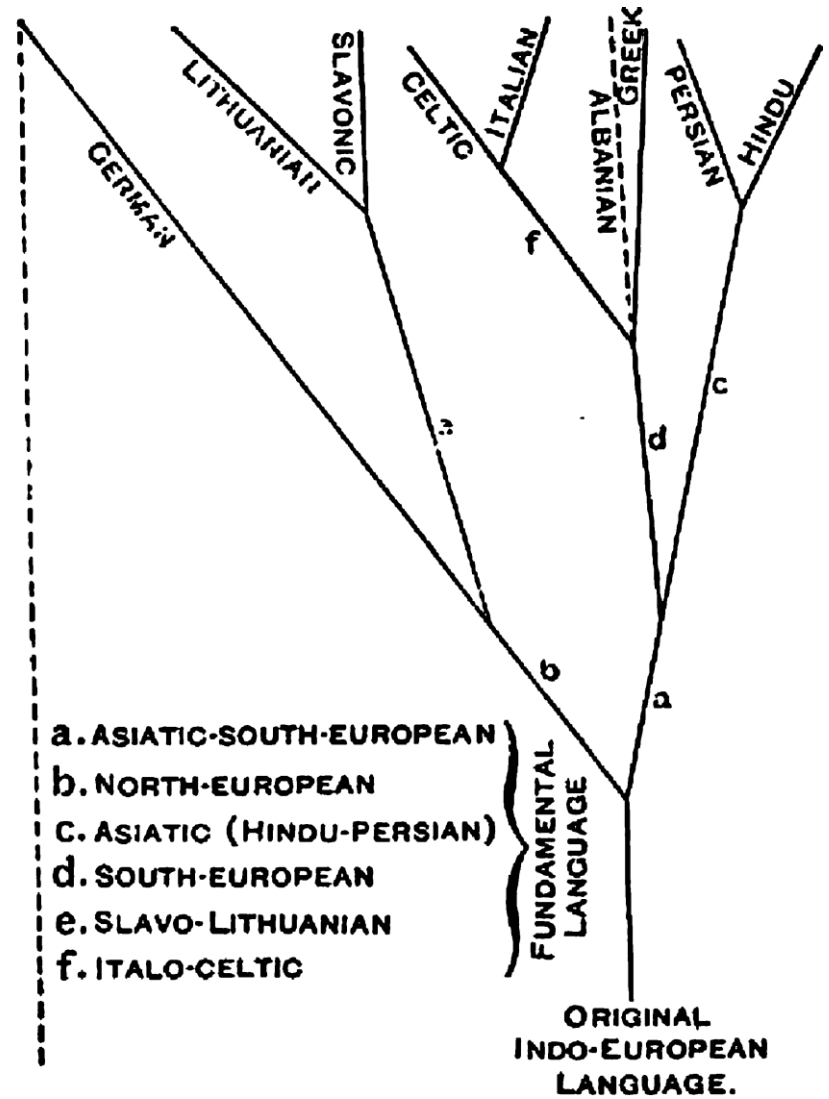 GERMAN
LITHUANIAN
SLAVONIC
CELTIC
ITALIAN
ALBANIAN
GREEK
PERSIAN
HINDU
f
c
e
d
b
a
a. ASIATIC-SOUTH-EUROPEAN
b. NORTH-EUROPEAN
c. ASIATIC (HINDU-PERSIAN)
d. SOUTH-EUROPEAN
e. SLAVO-LITHUANIAN
f. ITALO-CELTIC
FUNDAMENTAL
LANGUAGE
ORIGINAL
INDO-EUROPEAN
LANGUAGE.